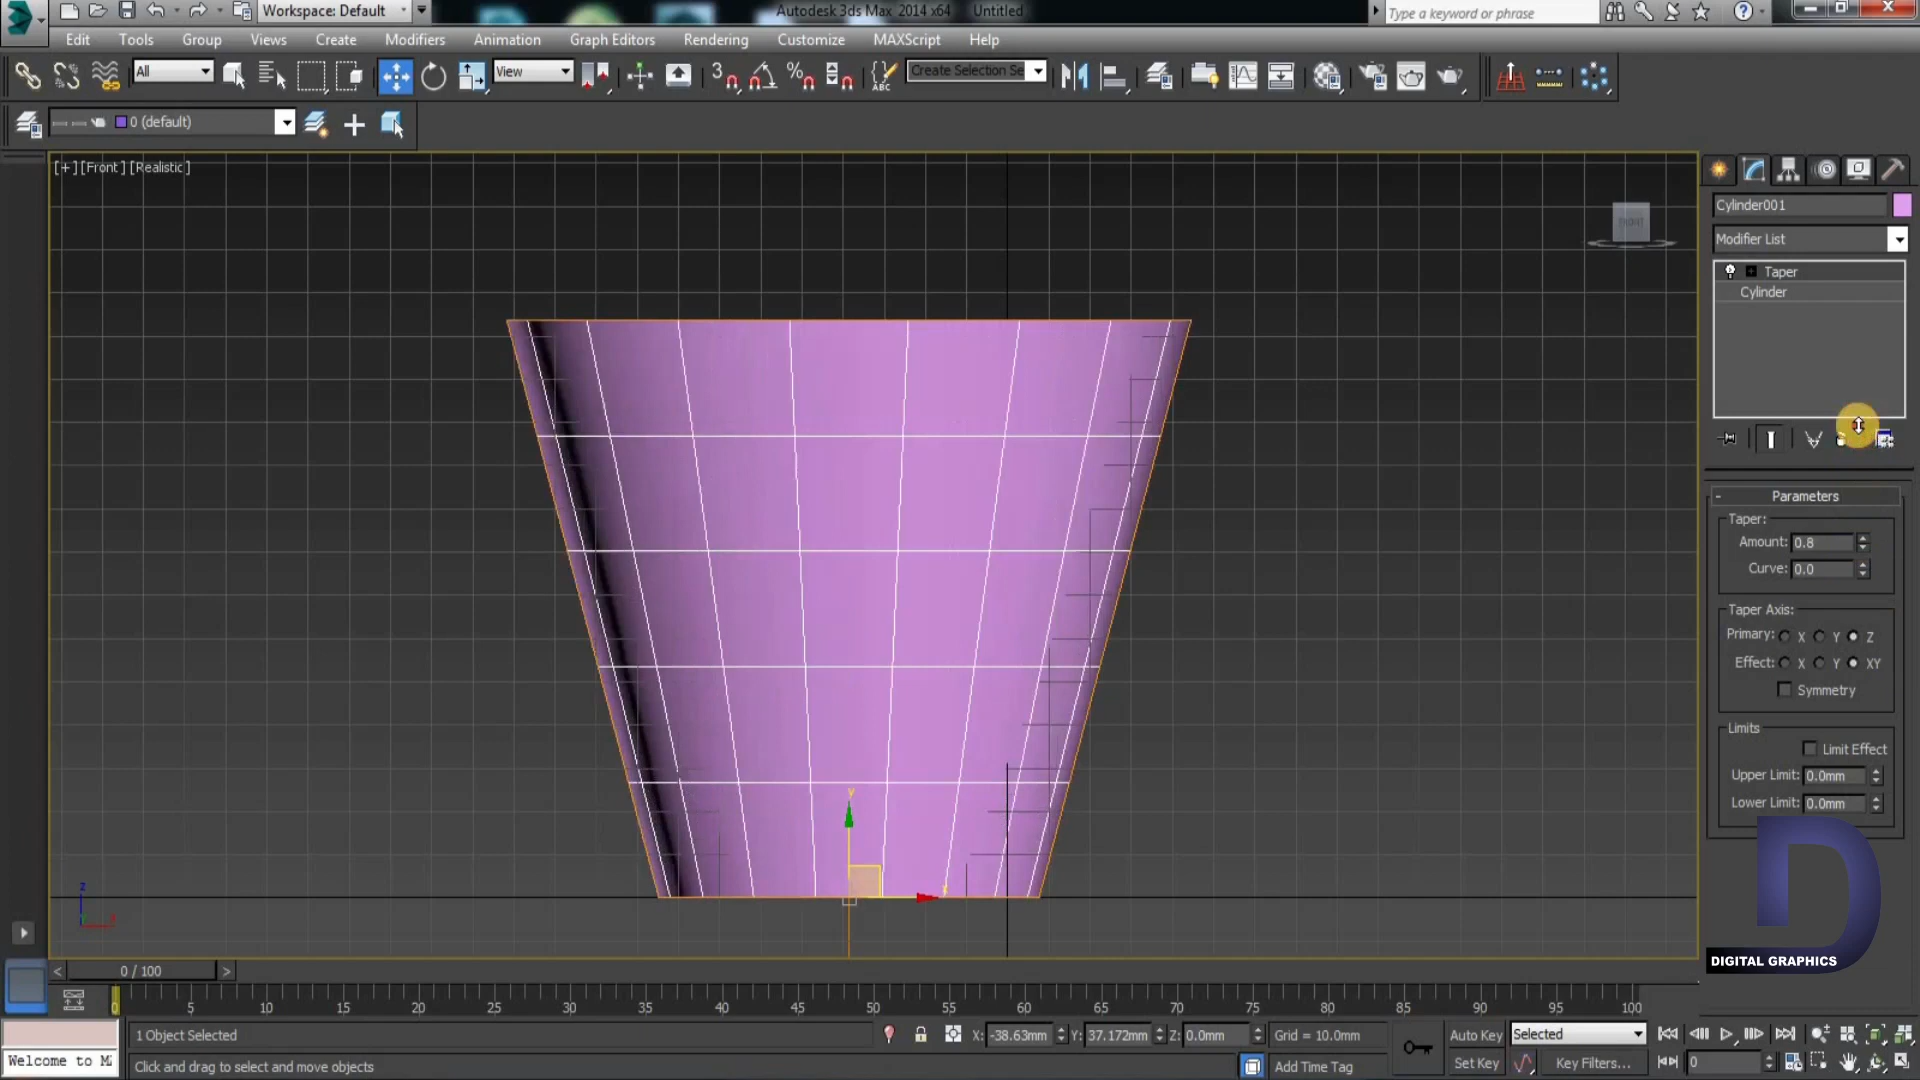 Workspace: Default
Autodesk 3ds Max 2014 x64 Untitled
Type a keyword or phrase
Edit Tools Group Views Create Modifiers Animation Graph Editors Rendering Customize MAXScript Help
All
View
3
%
ABC
Create Selection Se
0 (default)
[+] [Front] [Realistic]
FRONT
Cylinder001
Modifier List
Taper
Cylinder
Parameters
Taper:
Amount: 0.8
Curve: 0.0
Taper Axis:
Primary: X Y Z
Effect: X Y XY
Symmetry
Limits
Limit Effect
Upper Limit: 0.0mm
Lower Limit: 0.0mm
D
DIGITAL GRAPHICS
y
x
z
< 0 / 100 >
0 5 10 15 20 25 30 35 40 45 50 55 60 65 70 75 80 85 90 95 100
1 Object Selected
X: -38.63mm Y: 37.172mm Z: 0.0mm Grid = 10.0mm
Auto Key Selected
Welcome to M
Click and drag to select and move objects
Add Time Tag
Set Key Key Filters... 0